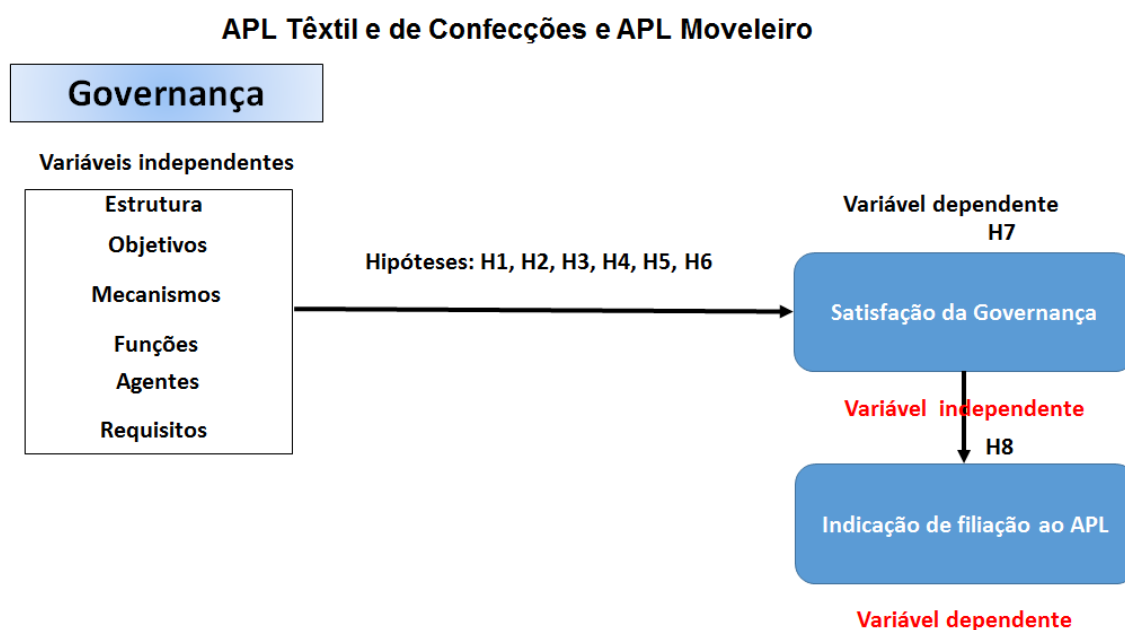 APL Têxtil e de Confecções e APL Moveleiro
Governança
Variáveis independentes
Estrutura
Objetivos
Mecanismos
Funções
Agentes
Requisitos
Hipóteses: H1, H2, H3, H4, H5, H6
Variável dependente
H7
Satisfação da Governança
Variável independente
H8
Indicação de filiação ao APL
Variável dependente